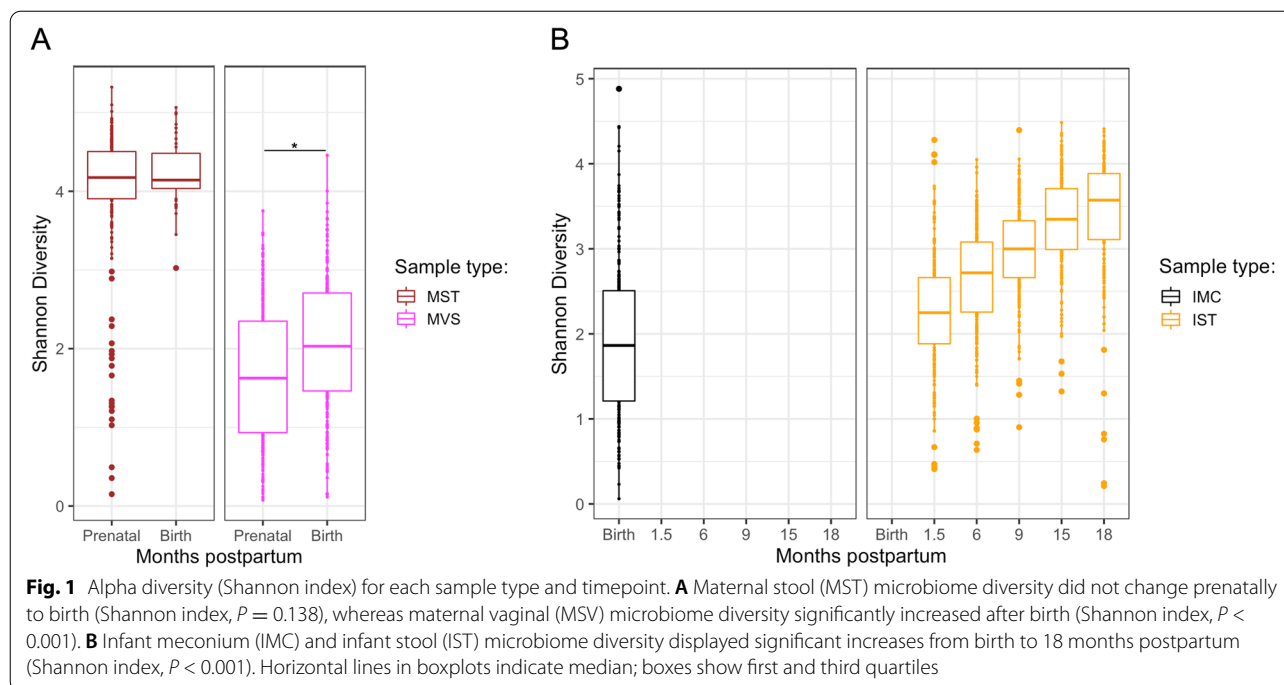 A
Shannon Diversity
4
2
0
*
Prenatal Birth Prenatal Birth
Months postpartum
Sample type:
MST
MVS
B
Shannon Diversity
5
4
3
2
1
0
Birth 1.5 6 9 15 18 Birth 1.5 6 9 15 18
Months postpartum
Sample type:
IMC
IST
Fig. 1 Alpha diversity (Shannon index) for each sample type and timepoint. A Maternal stool (MST) microbiome diversity did not change prenatally
to birth (Shannon index, P = 0.138), whereas maternal vaginal (MSV) microbiome diversity significantly increased after birth (Shannon index, P <
0.001). B Infant meconium (IMC) and infant stool (IST) microbiome diversity displayed significant increases from birth to 18 months postpartum
(Shannon index, P < 0.001). Horizontal lines in boxplots indicate median; boxes show first and third quartiles